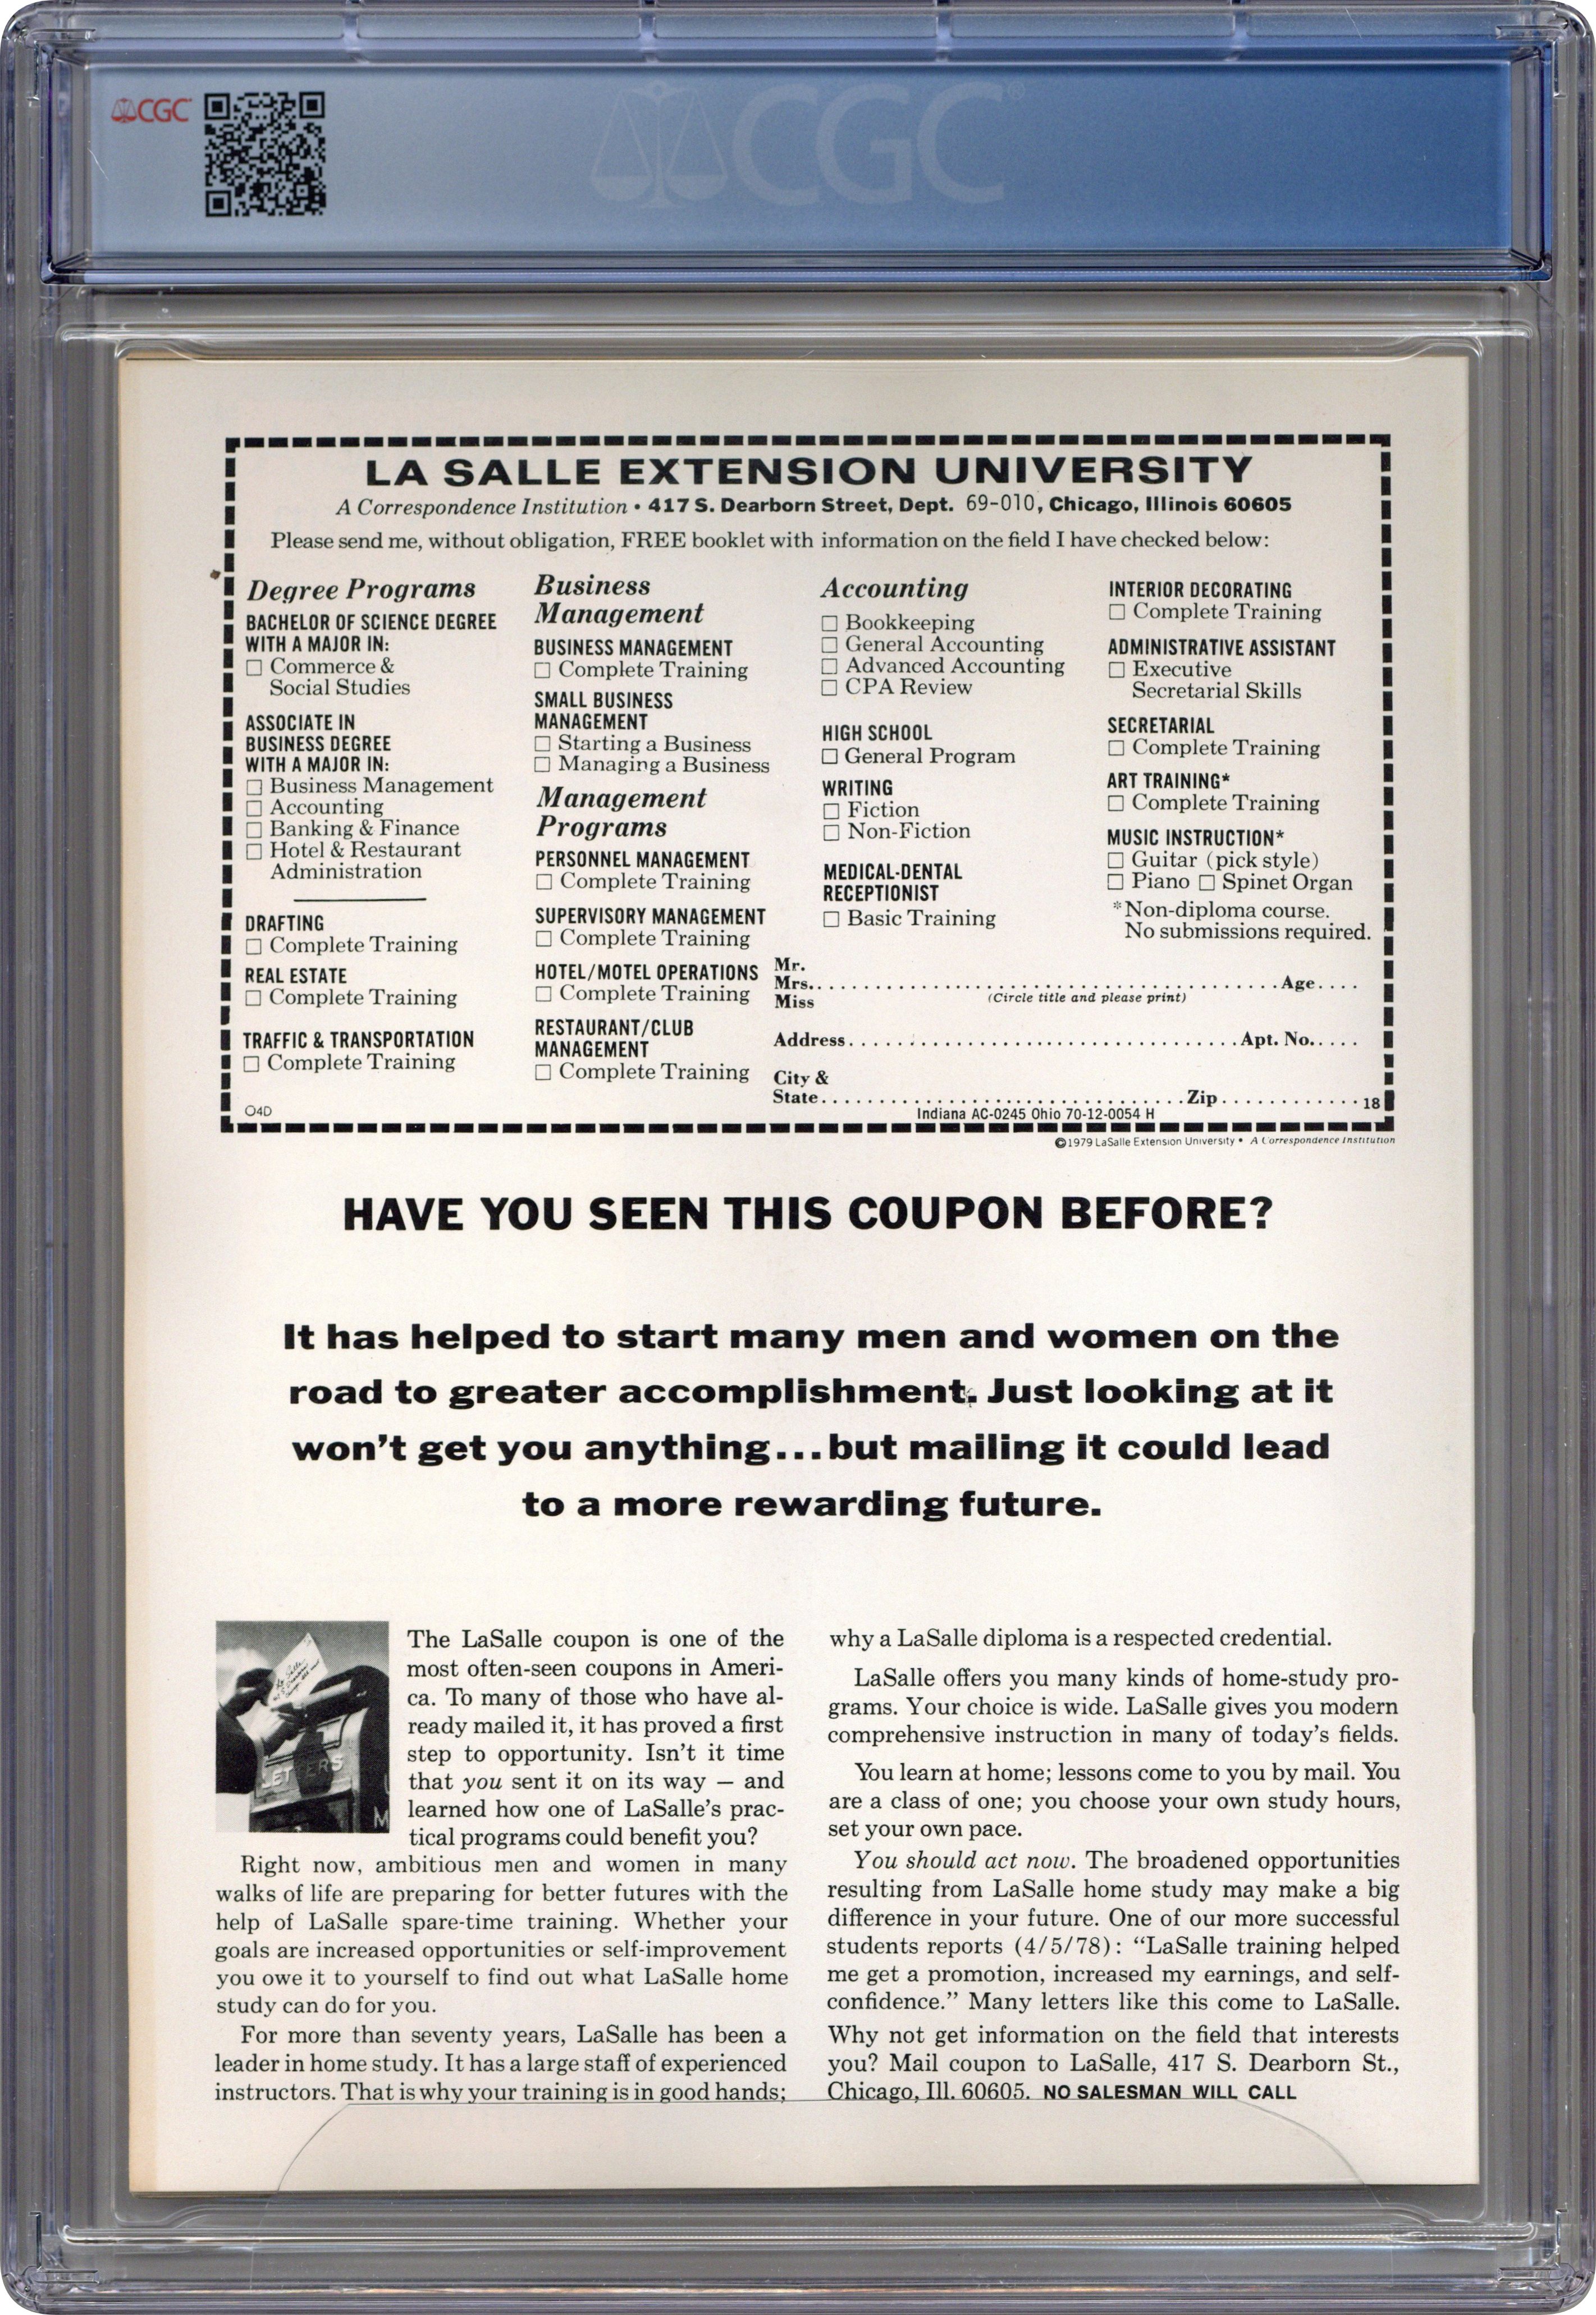 CGC
CGC®
LA SALLE EXTENSION UNIVERSITY
A Correspondence Institution • 417 S. Dearborn Street, Dept. 69-010, Chicago, Illinois 60605
Please send me, without obligation, FREE booklet with information on the field I have checked below:
Degree Programs
BACHELOR OF SCIENCE DEGREE
WITH A MAJOR IN:
☐ Commerce &
Social Studies
ASSOCIATE IN
BUSINESS DEGREE
WITH A MAJOR IN:
☐ Business Management
☐ Accounting
☐ Banking & Finance
☐ Hotel & Restaurant
Administration
DRAFTING
☐ Complete Training
REAL ESTATE
☐ Complete Training
TRAFFIC & TRANSPORTATION
☐ Complete Training
O4D
Business
Management
BUSINESS MANAGEMENT
☐ Complete Training
SMALL BUSINESS
MANAGEMENT
☐ Starting a Business
☐ Managing a Business
Management
Programs
PERSONNEL MANAGEMENT
☐ Complete Training
SUPERVISORY MANAGEMENT
☐ Complete Training
HOTEL/MOTEL OPERATIONS
☐ Complete Training
RESTAURANT/CLUB
MANAGEMENT
☐ Complete Training
Accounting
☐ Bookkeeping
☐ General Accounting
☐ Advanced Accounting
☐ CPA Review
HIGH SCHOOL
☐ General Program
WRITING
☐ Fiction
☐ Non-Fiction
MEDICAL-DENTAL
RECEPTIONIST
☐ Basic Training
INTERIOR DECORATING
☐ Complete Training
ADMINISTRATIVE ASSISTANT
☐ Executive
Secretarial Skills
SECRETARIAL
☐ Complete Training
ART TRAINING*
☐ Complete Training
MUSIC INSTRUCTION*
☐ Guitar (pick style)
☐ Piano ☐ Spinet Organ
*Non-diploma course.
No submissions required.
Mr.
Mrs. . . . . . . . . . . . . . . . . . . . . . . . . . . . . . . . . . . . Age. . . .
Miss (Circle title and please print)
Address. . . . . . . . . . . . . . . . . . . . . . . . . . . . . . . . Apt. No. . . . .
City &
State. . . . . . . . . . . . . . . . . . . . . . . . . . . . . . Zip. . . . . . . . . . . . 18
Indiana AC-0245 Ohio 70-12-0054 H
©1979 LaSalle Extension University • A Correspondence Institution
HAVE YOU SEEN THIS COUPON BEFORE?
It has helped to start many men and women on the
road to greater accomplishment. Just looking at it
won't get you anything...but mailing it could lead
to a more rewarding future.
LETTERS
M
The LaSalle coupon is one of the
most often-seen coupons in Ameri-
ca. To many of those who have al-
ready mailed it, it has proved a first
step to opportunity. Isn't it time
that you sent it on its way — and
learned how one of LaSalle's prac-
tical programs could benefit you?
Right now, ambitious men and women in many
walks of life are preparing for better futures with the
help of LaSalle spare-time training. Whether your
goals are increased opportunities or self-improvement
you owe it to yourself to find out what LaSalle home
study can do for you.
For more than seventy years, LaSalle has been a
leader in home study. It has a large staff of experienced
instructors. That is why your training is in good hands;
why a LaSalle diploma is a respected credential.
LaSalle offers you many kinds of home-study pro-
grams. Your choice is wide. LaSalle gives you modern
comprehensive instruction in many of today's fields.
You learn at home; lessons come to you by mail. You
are a class of one; you choose your own study hours,
set your own pace.
You should act now. The broadened opportunities
resulting from LaSalle home study may make a big
difference in your future. One of our more successful
students reports (4/5/78): "LaSalle training helped
me get a promotion, increased my earnings, and self-
confidence." Many letters like this come to LaSalle.
Why not get information on the field that interests
you? Mail coupon to LaSalle, 417 S. Dearborn St.,
Chicago, Ill. 60605. NO SALESMAN WILL CALL